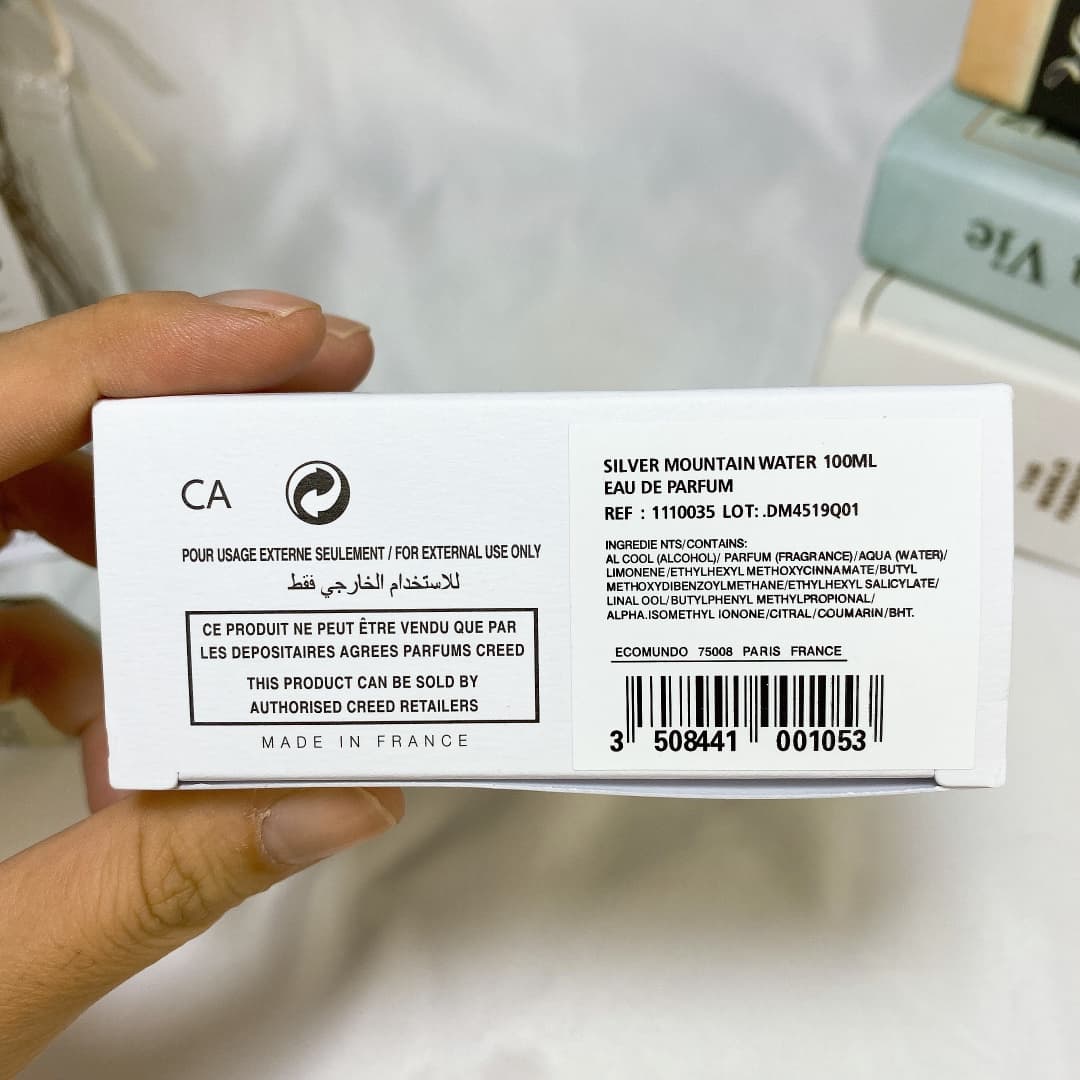 Vie
CA
POUR USAGE EXTERNE SEULEMENT / FOR EXTERNAL USE ONLY
للاستخدام الخارجي فقط
CE PRODUIT NE PEUT ÊTRE VENDU QUE PAR
LES DEPOSITAIRES AGREES PARFUMS CREED
THIS PRODUCT CAN BE SOLD BY
AUTHORISED CREED RETAILERS
MADE IN FRANCE
SILVER MOUNTAIN WATER 100ML
EAU DE PARFUM
REF : 1110035 LOT: .DM4519Q01
INGREDIE NTS/CONTAINS:
AL COOL (ALCOHOL)/ PARFUM (FRAGRANCE)/AQUA (WATER)/
LIMONENE/ETHYLHEXYL METHOXYCINNAMATE/BUTYL
METHOXYDIBENZOYLMETHANE/ETHYLHEXYL SALICYLATE/
LINAL OOL/BUTYLPHENYL METHYLPROPIONAL/
ALPHA.ISOMETHYL IONONE/CITRAL/COUMARIN/BHT.
ECOMUNDO 75008 PARIS FRANCE
3 508441 001053